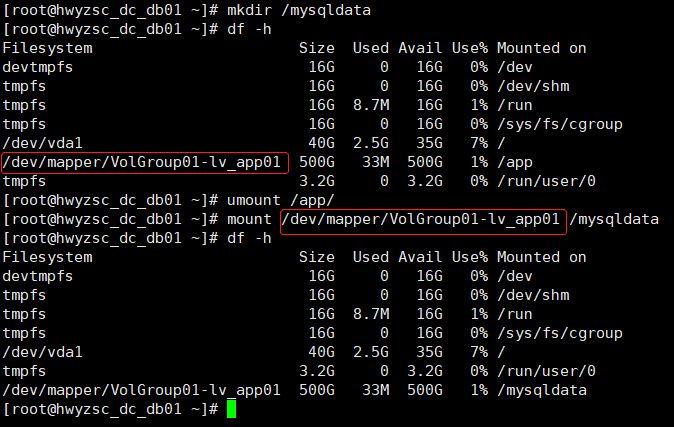 [root@hwyzsc_dc_db01 ~]# mkdir /mysqldata
[root@hwyzsc_dc_db01 ~]# df -h
Filesystem                      Size  Used Avail Use% Mounted on
devtmpfs                         16G     0   16G   0% /dev
tmpfs                            16G     0   16G   0% /dev/shm
tmpfs                            16G  8.7M   16G   1% /run
tmpfs                            16G     0   16G   0% /sys/fs/cgroup
/dev/vda1                        40G  2.5G   35G   7% /
/dev/mapper/VolGroup01-lv_app01  500G   33M  500G   1% /app
tmpfs                           3.2G     0  3.2G   0% /run/user/0
[root@hwyzsc_dc_db01 ~]# umount /app/
[root@hwyzsc_dc_db01 ~]# mount /dev/mapper/VolGroup01-lv_app01 /mysqldata
[root@hwyzsc_dc_db01 ~]# df -h
Filesystem                      Size  Used Avail Use% Mounted on
devtmpfs                         16G     0   16G   0% /dev
tmpfs                            16G     0   16G   0% /dev/shm
tmpfs                            16G  8.7M   16G   1% /run
tmpfs                            16G     0   16G   0% /sys/fs/cgroup
/dev/vda1                        40G  2.5G   35G   7% /
tmpfs                           3.2G     0  3.2G   0% /run/user/0
/dev/mapper/VolGroup01-lv_app01  500G   33M  500G   1% /mysqldata
[root@hwyzsc_dc_db01 ~]#